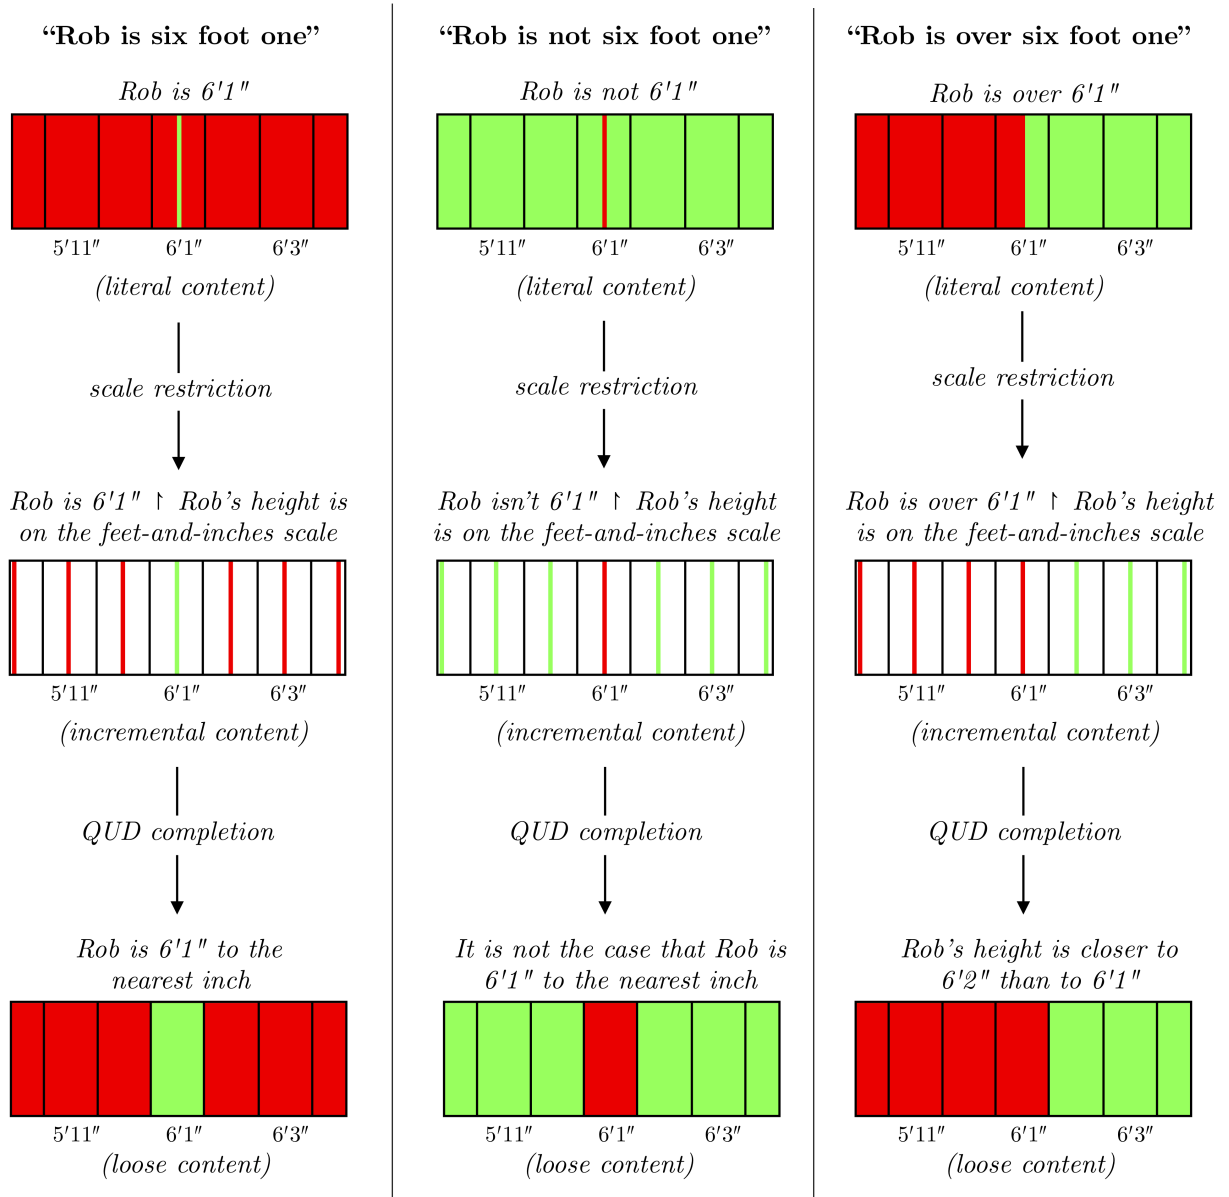 “Rob is six foot one”
Rob is 6′1″
5′11″ 6′1″ 6′3″
(literal content)
scale restriction
Rob is 6′1″ ↾ Rob’s height is
on the feet-and-inches scale
5′11″ 6′1″ 6′3″
(incremental content)
QUD completion
Rob is 6′1″ to the
nearest inch
5′11″ 6′1″ 6′3″
(loose content)
“Rob is not six foot one”
Rob is not 6′1″
5′11″ 6′1″ 6′3″
(literal content)
scale restriction
Rob isn’t 6′1″ ↾ Rob’s height
is on the feet-and-inches scale
5′11″ 6′1″ 6′3″
(incremental content)
QUD completion
It is not the case that Rob is
6′1″ to the nearest inch
5′11″ 6′1″ 6′3″
(loose content)
“Rob is over six foot one”
Rob is over 6′1″
5′11″ 6′1″ 6′3″
(literal content)
scale restriction
Rob is over 6′1″ ↾ Rob’s height
is on the feet-and-inches scale
5′11″ 6′1″ 6′3″
(incremental content)
QUD completion
Rob’s height is closer to
6′2″ than to 6′1″
5′11″ 6′1″ 6′3″
(loose content)